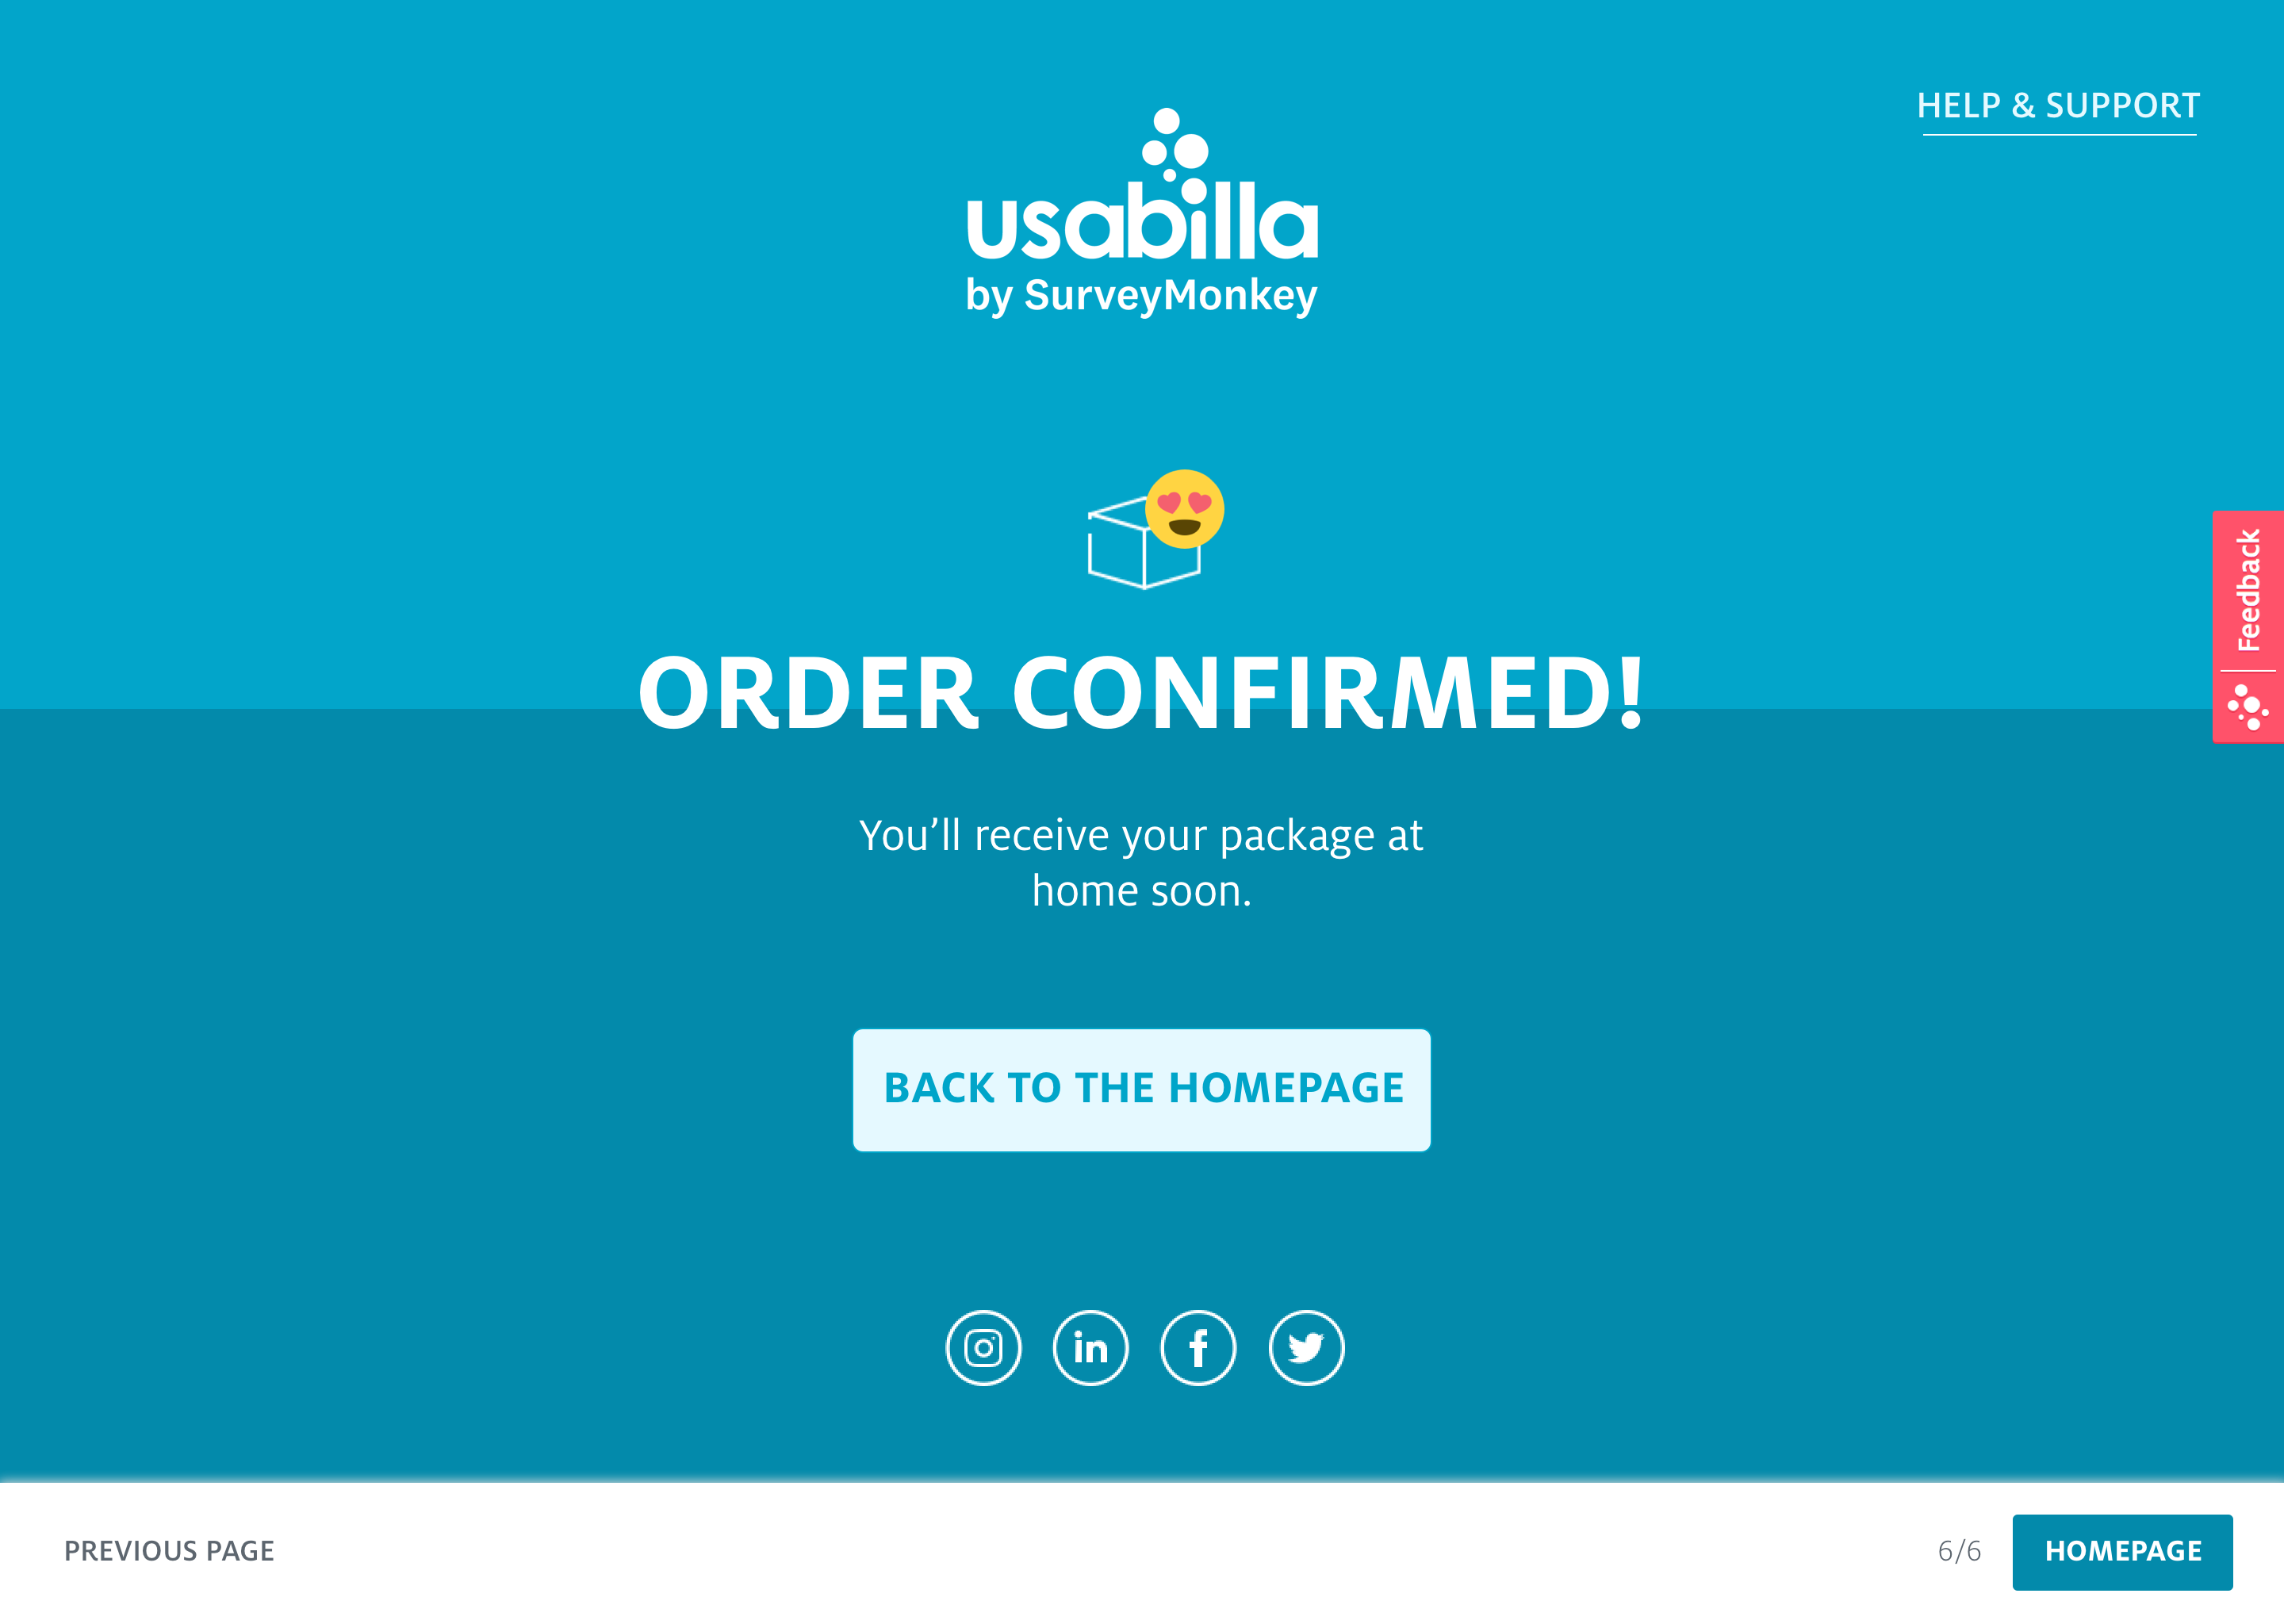 HELP & SUPPORT
usabilla
by SurveyMonkey
Feedback
ORDER CONFIRMED!
You’ll receive your package at
home soon.
BACK TO THE HOMEPAGE
in
f
PREVIOUS PAGE
6/6
HOMEPAGE